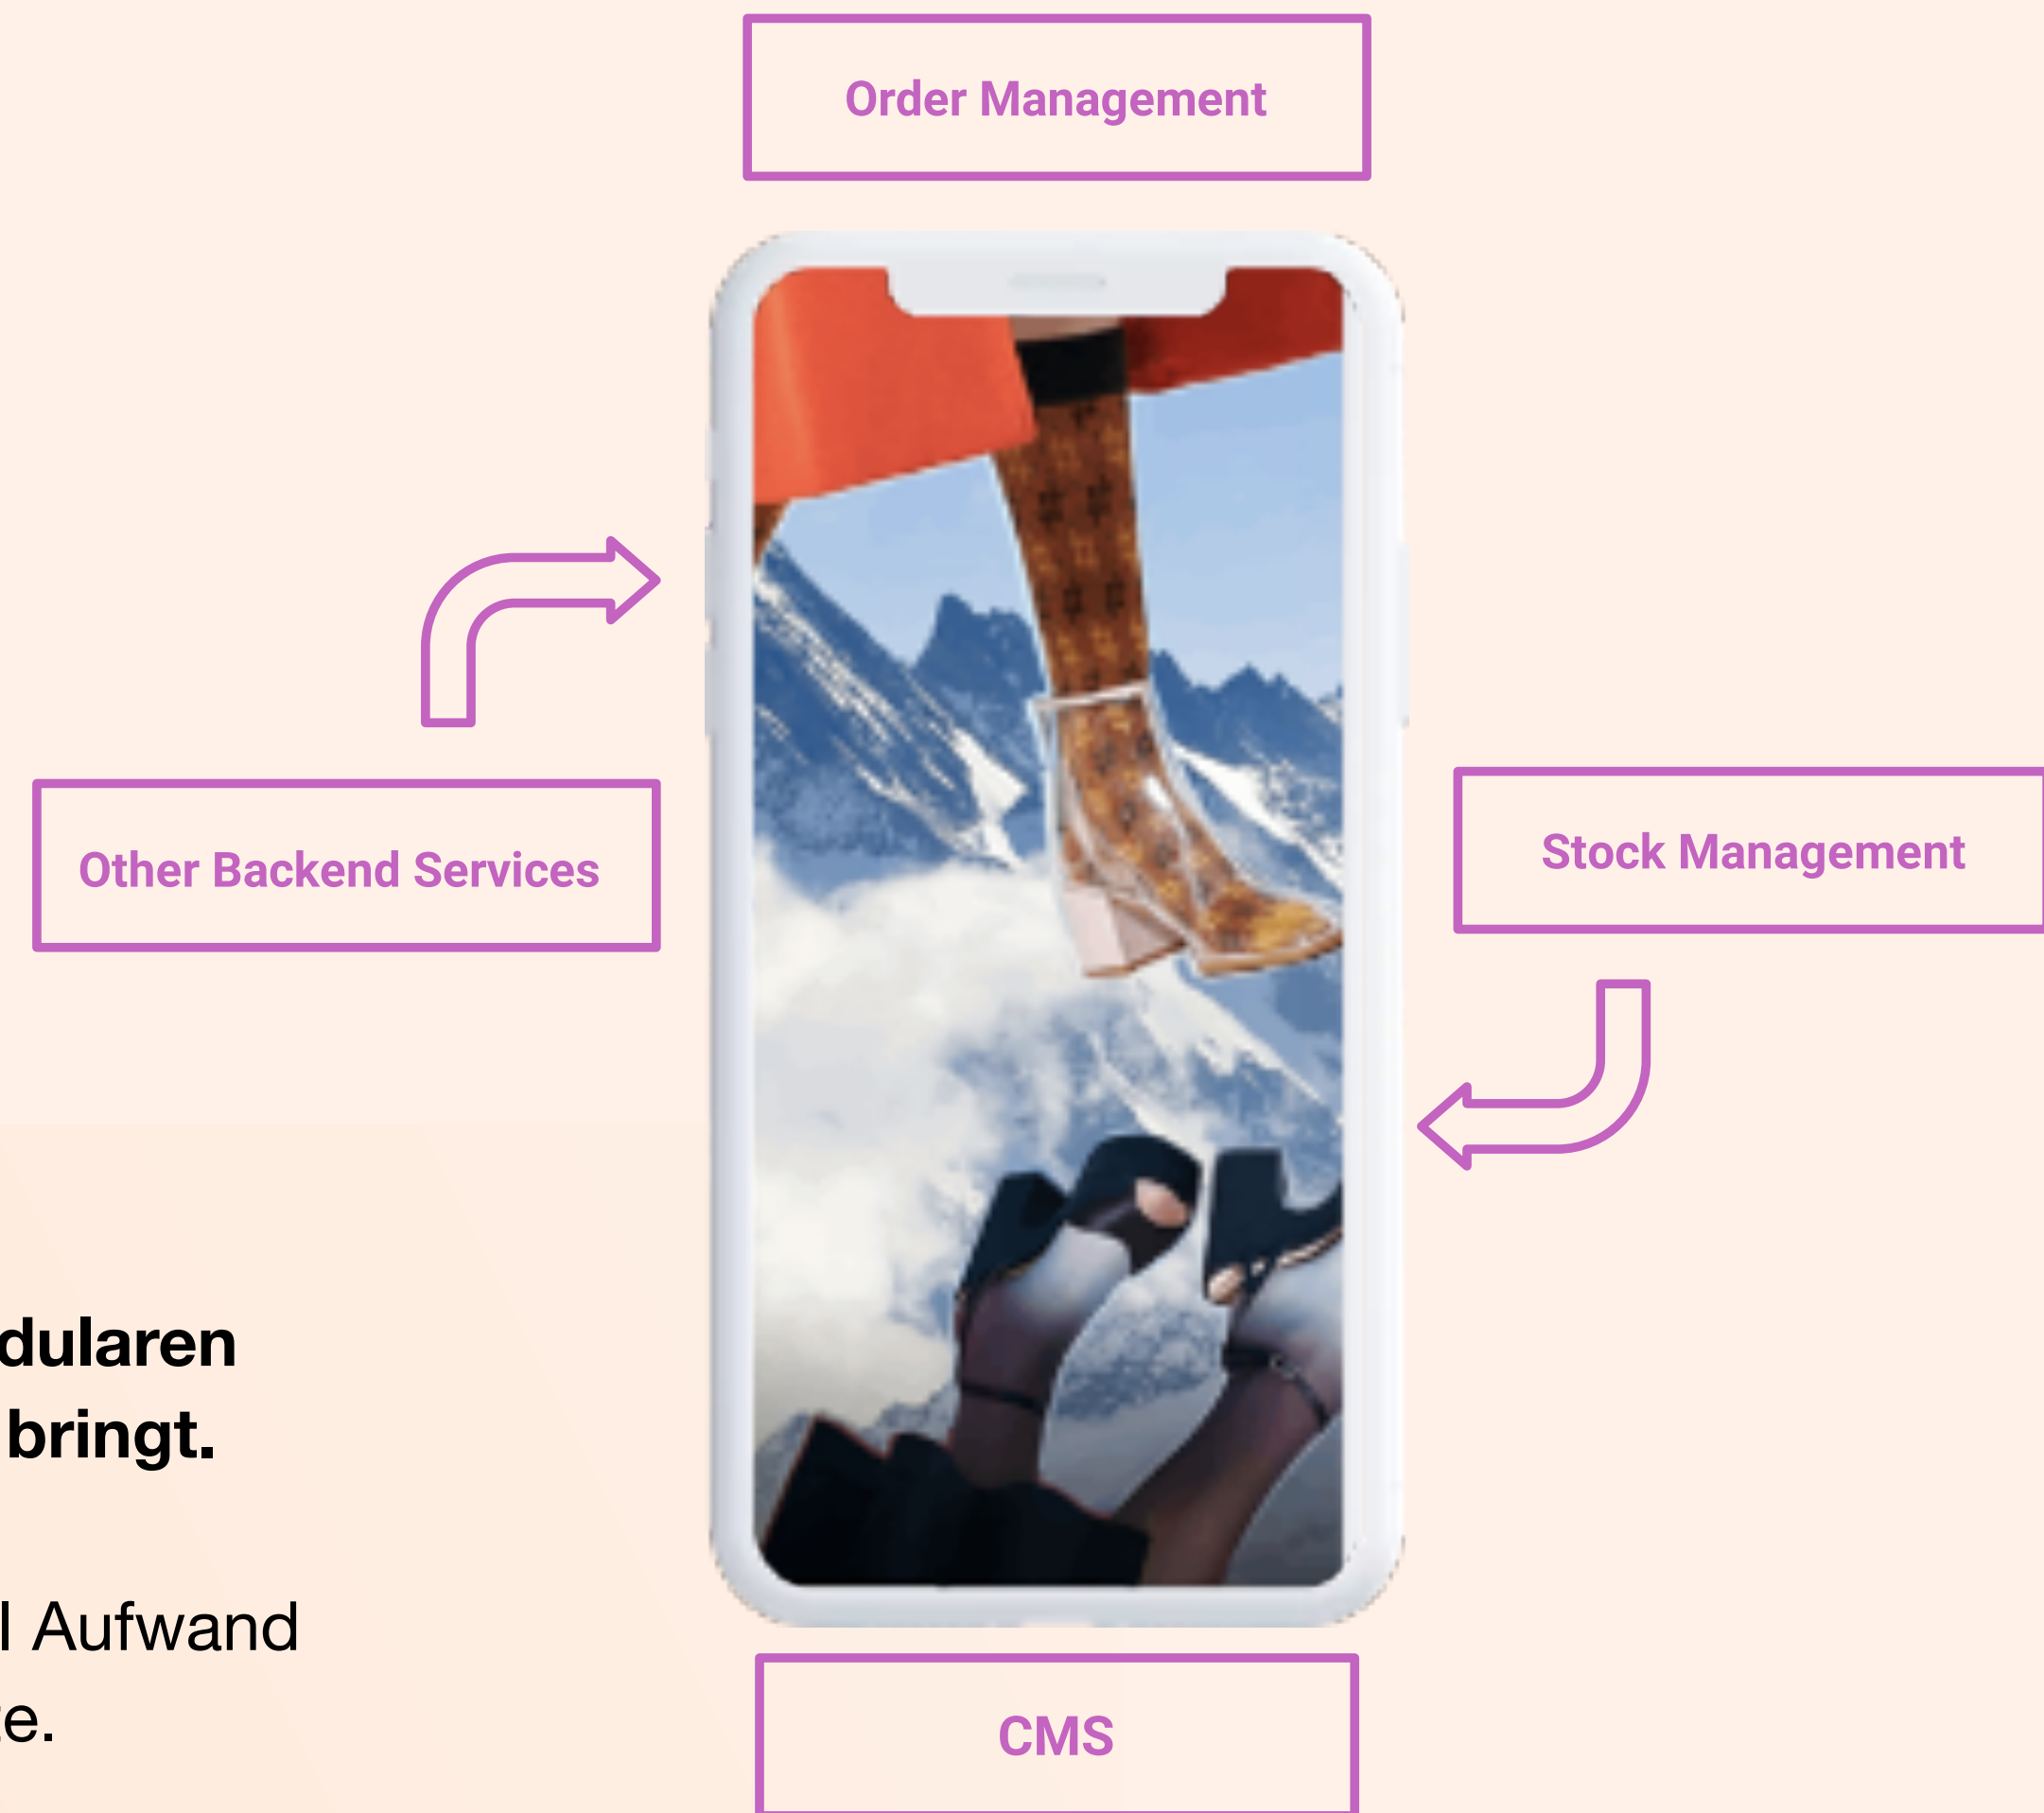 Order Management
Other Backend Services
Stock Management
dularen
bringt.
Aufwand
CMS